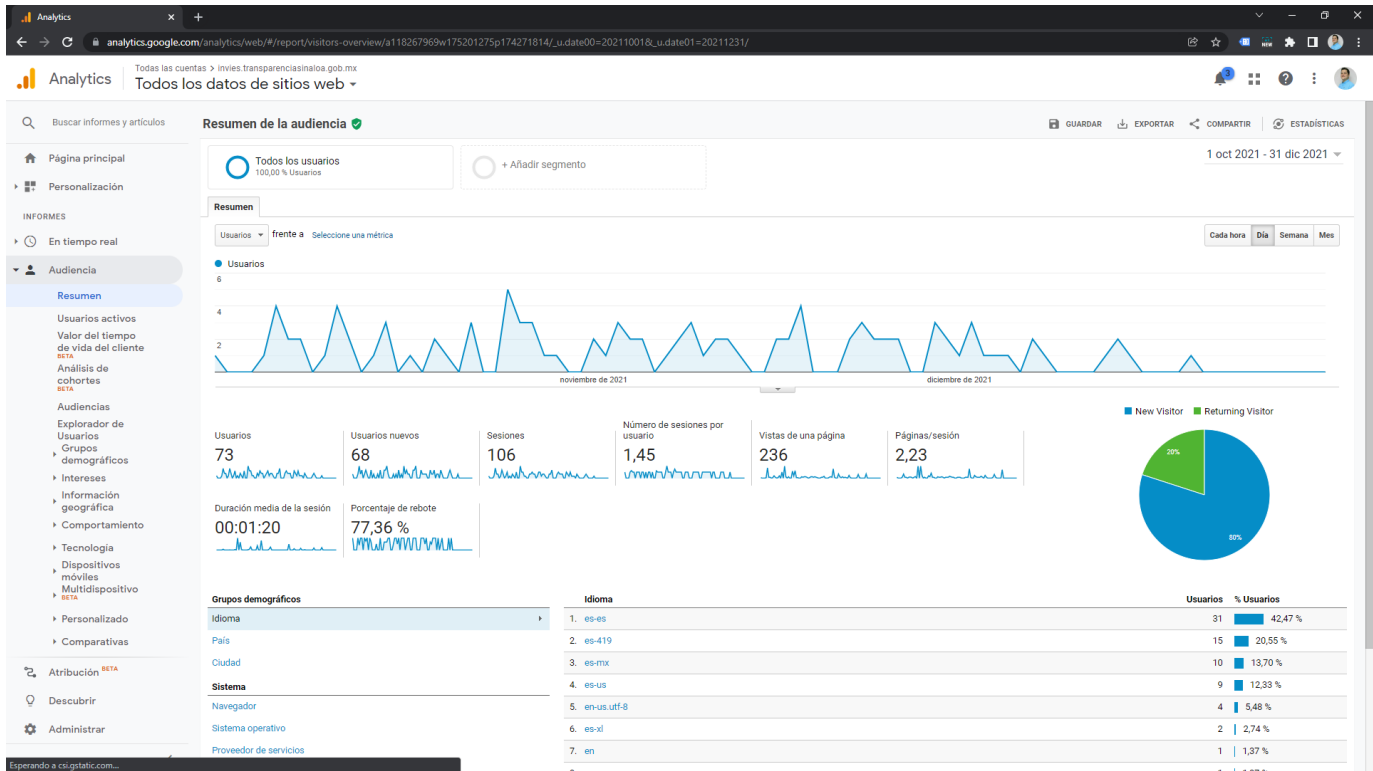 Analytics
analytics.google.com/analytics/web/#/report/visitors-overview/a118267969w175201275p174271814/_u.date00=20211001&_u.date01=20211231/
NEW
Analytics
Todas las cuentas > invies.transparenciasinaloa.gob.mx
Todos los datos de sitios web
3
Buscar informes y artículos
Página principal
Personalización
INFORMES
En tiempo real
Audiencia
Resumen
Usuarios activos
Valor del tiempo
de vida del cliente
BETA
Análisis de
cohortes
BETA
Audiencias
Explorador de
Usuarios
Grupos
demográficos
Intereses
Información
geográfica
Comportamiento
Tecnología
Dispositivos
móviles
Multidispositivo
BETA
Personalizado
Comparativas
Atribución BETA
Descubrir
Administrar
Esperando a csi.gstatic.com...
Resumen de la audiencia
GUARDAR EXPORTAR COMPARTIR ESTADÍSTICAS
Todos los usuarios
100,00 % Usuarios
+ Añadir segmento
1 oct 2021 - 31 dic 2021
Resumen
Usuarios frente a Seleccione una métrica
Cada hora Día Semana Mes
Usuarios
6
4
2
noviembre de 2021 diciembre de 2021
New Visitor Returning Visitor
20%
80%
Usuarios
73
Usuarios nuevos
68
Sesiones
106
Número de sesiones por
usuario
1,45
Vistas de una página
236
Páginas/sesión
2,23
Duración media de la sesión
00:01:20
Porcentaje de rebote
77,36 %
Grupos demográficos
Idioma
País
Ciudad
Sistema
Navegador
Sistema operativo
Proveedor de servicios
Idioma Usuarios % Usuarios
1. es-es 31 42,47 %
2. es-419 15 20,55 %
3. es-mx 10 13,70 %
4. es-us 9 12,33 %
5. en-us.utf-8 4 5,48 %
6. es-xl 2 2,74 %
7. en 1 1,37 %